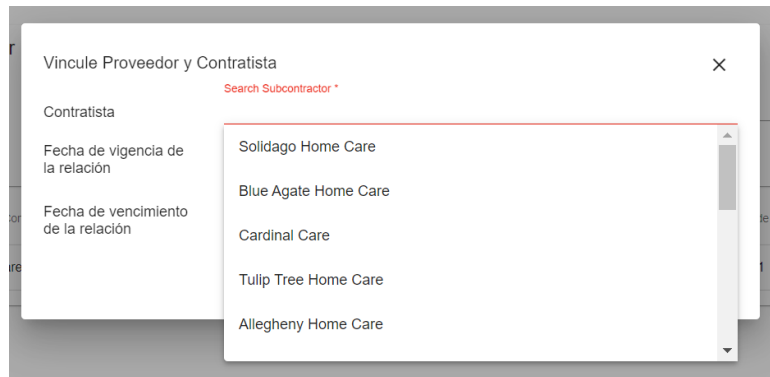 Vincule Proveedor y Contratista
Search Subcontractor *
Contratista
Fecha de vigencia de
la relación
Fecha de vencimiento
de la relación
Solidago Home Care
Blue Agate Home Care
Cardinal Care
Tulip Tree Home Care
Allegheny Home Care